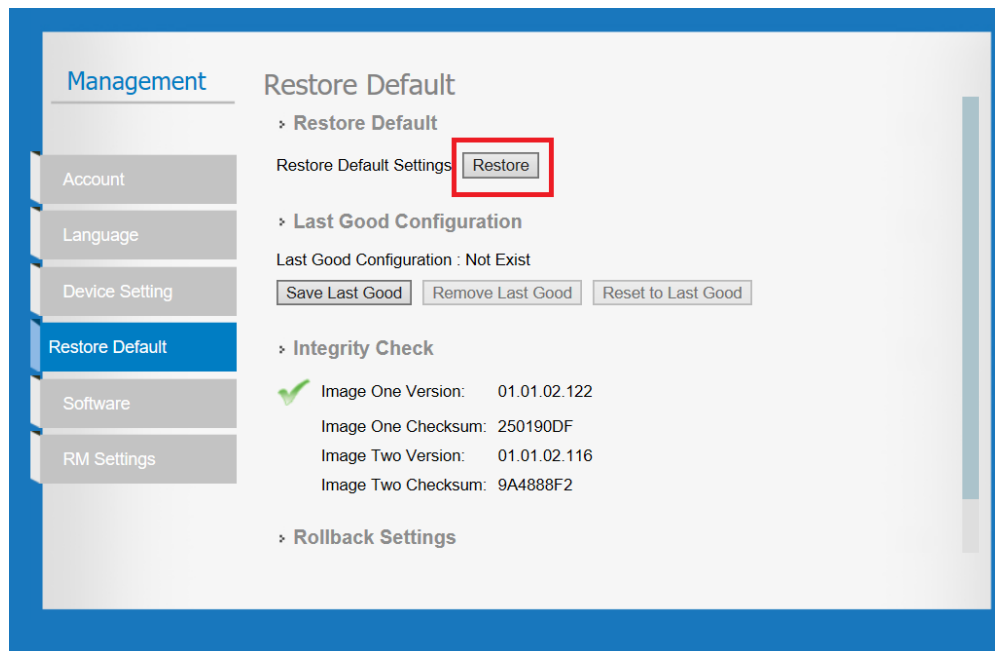 Management
Restore Default
Restore Default
Restore Default Settings Restore
Account
Last Good Configuration
Language
Last Good Configuration : Not Exist
Device Setting
Save Last Good Remove Last Good Reset to Last Good
Restore Default
Integrity Check
Image One Version: 01.01.02.122
Software
Image One Checksum: 250190DF
Image Two Version: 01.01.02.116
RM Settings
Image Two Checksum: 9A4888F2
Rollback Settings